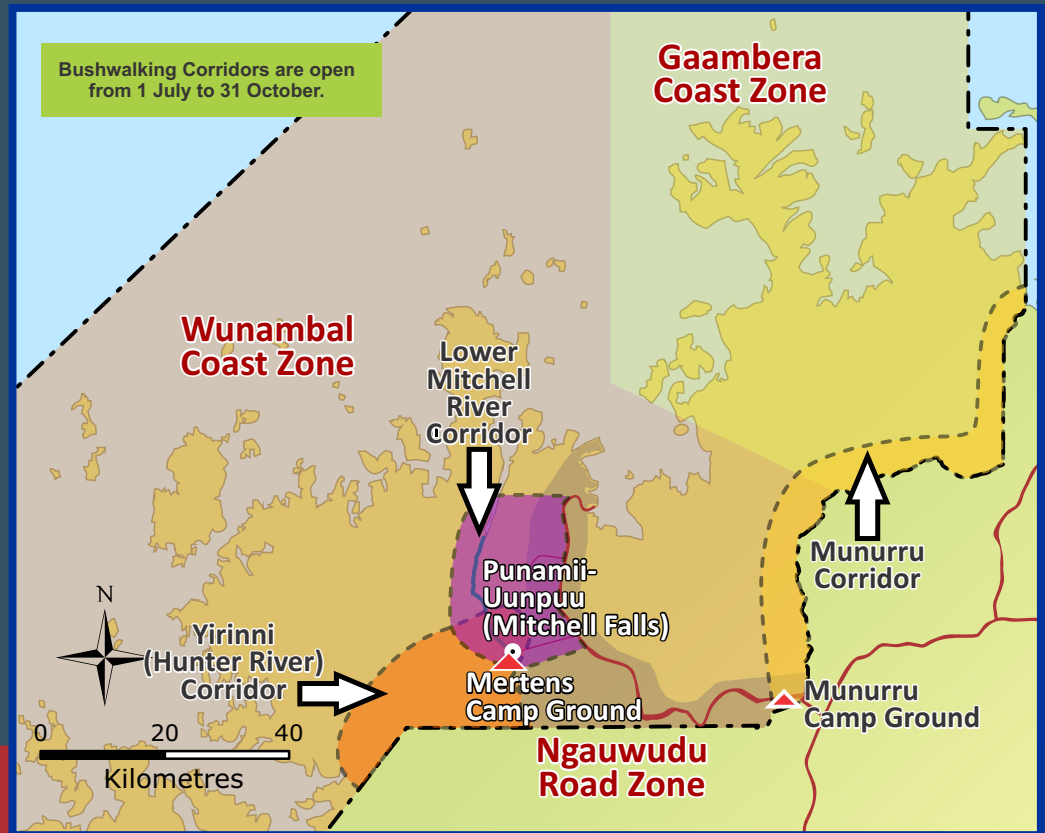 Bushwalking Corridors are open
from 1 July to 31 October.
Gaambera
Coast Zone
Wunambal
Coast Zone
Lower
Mitchell
River
Corridor
Punamii-
Uunpuu
(Mitchell Falls)
Munurru
Corridor
N
Yirinni
(Hunter River)
Corridor
Mertens
Camp Ground
Munurru
Camp Ground
0 20 40
Kilometres
Ngauwudu
Road Zone